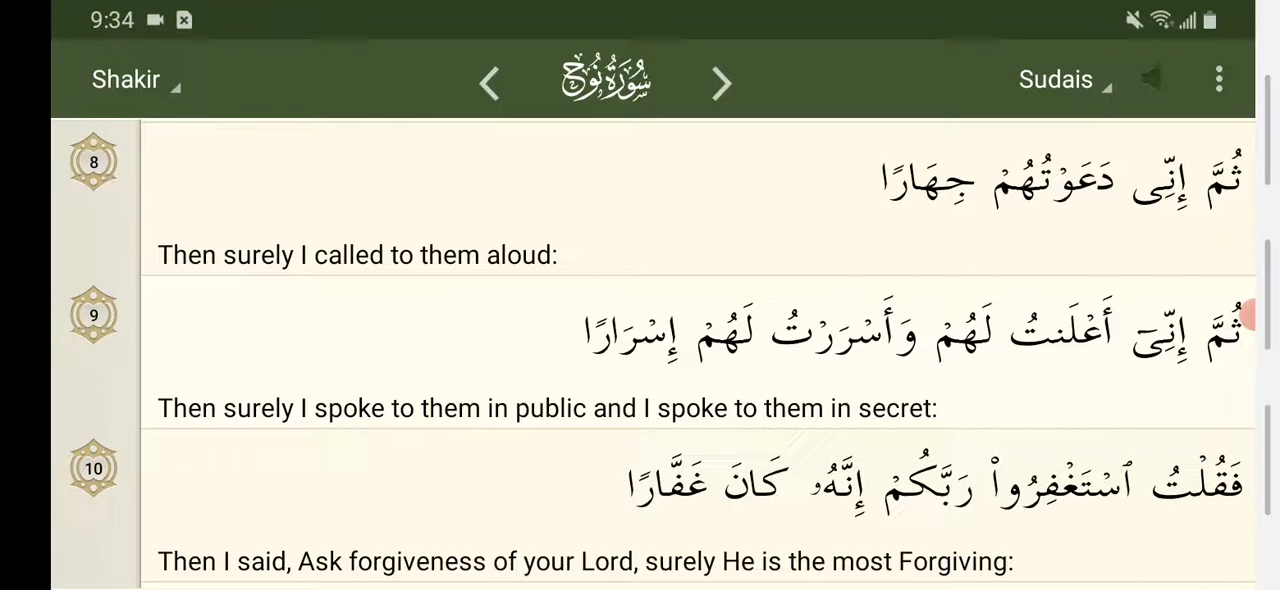 9:34
Shakir
سُورَةُ نُوحٍ
Sudais
8
ثُمَّ إِنِّى دَعَوْتُهُمْ جِهَارًا
Then surely I called to them aloud:
9
ثُمَّ إِنِّىٓ أَعْلَنتُ لَهُمْ وَأَسْرَرْتُ لَهُمْ إِسْرَارًا
Then surely I spoke to them in public and I spoke to them in secret:
10
فَقُلْتُ ٱسْتَغْفِرُوا۟ رَبَّكُمْ إِنَّهُۥ كَانَ غَفَّارًا
Then I said, Ask forgiveness of your Lord, surely He is the most Forgiving: